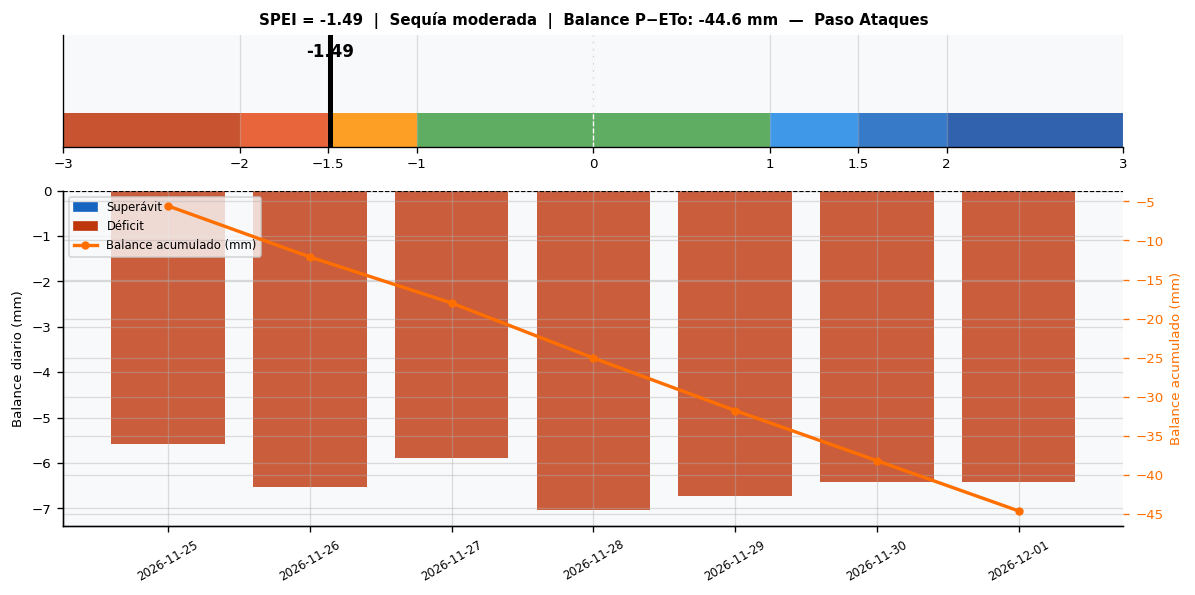 SPEI = -1.49 | Sequía moderada | Balance P−ETo: -44.6 mm — Paso Ataques
-1.49
−3 −2 −1.5 −1 0 1 1.5 2 3
Superávit
Déficit
Balance acumulado (mm)
Balance diario (mm)
0
−1
−2
−3
−4
−5
−6
−7
−5
−10
−15
−20
−25
−30
−35
−40
−45
Balance acumulado (mm)
2026-11-25 2026-11-26 2026-11-27 2026-11-28 2026-11-29 2026-11-30 2026-12-01